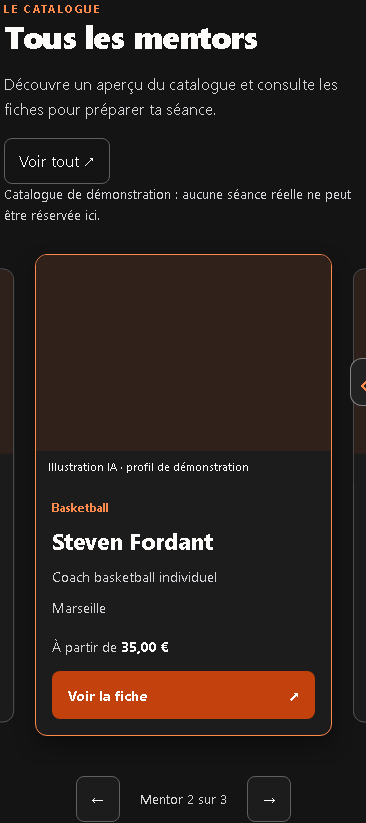 LE CATALOGUE
Tous les mentors
Découvre un aperçu du catalogue et consulte les
fiches pour préparer ta séance.
Voir tout ↗
Catalogue de démonstration : aucune séance réelle ne peut
être réservée ici.
Illustration IA · profil de démonstration
Basketball
Steven Fordant
Coach basketball individuel
Marseille
À partir de 35,00 €
Voir la fiche ↗
← Mentor 2 sur 3 →